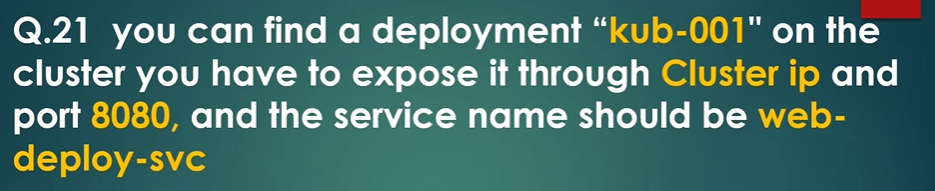 Q.21 you can find a deployment “kub-001" on the
cluster you have to expose it through Cluster ip and
port 8080, and the service name should be web-
deploy-svc